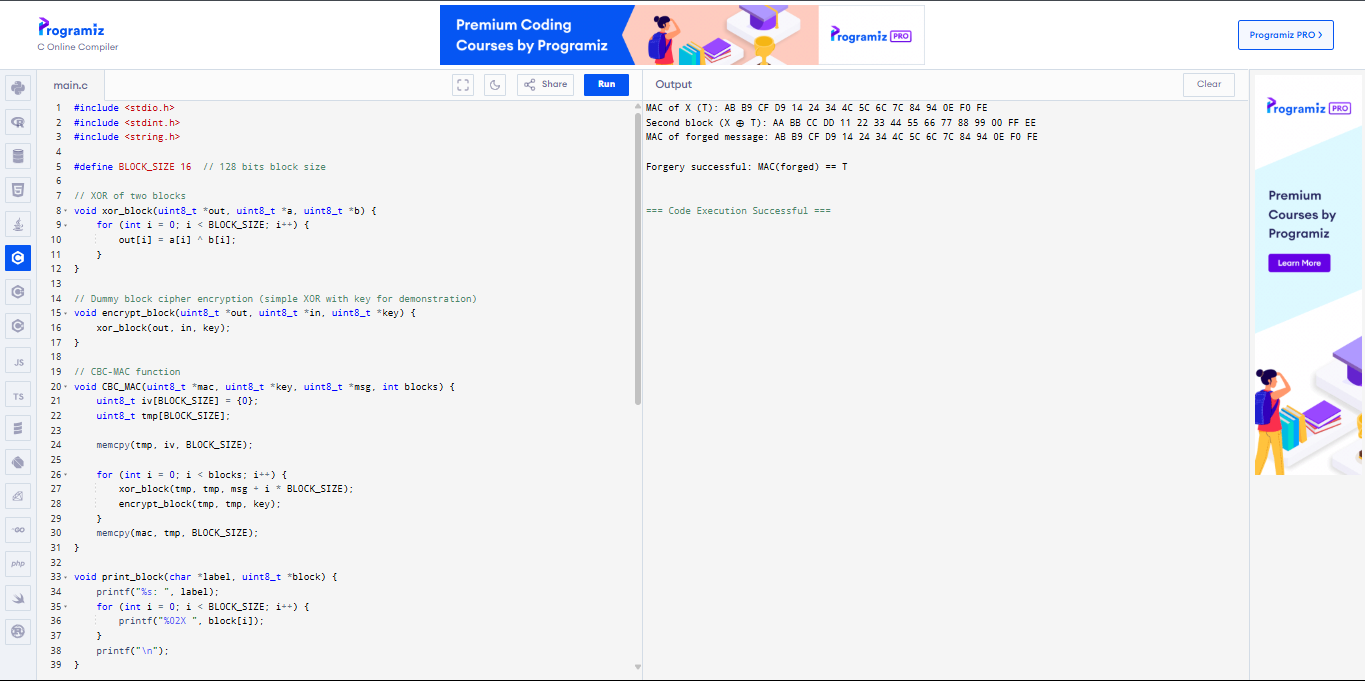 Programiz
C Online Compiler
Premium Coding
Courses by Programiz
Programiz PRO
Programiz PRO >
main.c
Share
Run
Output
Clear
1 #include <stdio.h>
2 #include <stdint.h>
3 #include <string.h>
4
5 #define BLOCK_SIZE 16  // 128 bits block size
6
7 // XOR of two blocks
8 void xor_block(uint8_t *out, uint8_t *a, uint8_t *b) {
9     for (int i = 0; i < BLOCK_SIZE; i++) {
10         out[i] = a[i] ^ b[i];
11     }
12 }
13
14 // Dummy block cipher encryption (simple XOR with key for demonstration)
15 void encrypt_block(uint8_t *out, uint8_t *in, uint8_t *key) {
16     xor_block(out, in, key);
17 }
18
19 // CBC-MAC function
20 void CBC_MAC(uint8_t *mac, uint8_t *key, uint8_t *msg, int blocks) {
21     uint8_t iv[BLOCK_SIZE] = {0};
22     uint8_t tmp[BLOCK_SIZE];
23
24     memcpy(tmp, iv, BLOCK_SIZE);
25
26     for (int i = 0; i < blocks; i++) {
27         xor_block(tmp, tmp, msg + i * BLOCK_SIZE);
28         encrypt_block(tmp, tmp, key);
29     }
30     memcpy(mac, tmp, BLOCK_SIZE);
31 }
32
33 void print_block(char *label, uint8_t *block) {
34     printf("%s: ", label);
35     for (int i = 0; i < BLOCK_SIZE; i++) {
36         printf("%02X ", block[i]);
37     }
38     printf("\n");
39 }
MAC of X (T): AB B9 CF D9 14 24 34 4C 5C 6C 7C 84 94 0E F0 FE
Second block (X ⊕ T): AA BB CC DD 11 22 33 44 55 66 77 88 99 00 FF EE
MAC of forged message: AB B9 CF D9 14 24 34 4C 5C 6C 7C 84 94 0E F0 FE
Forgery successful: MAC(forged) == T
=== Code Execution Successful ===
JS
TS
GO
php
Programiz PRO
Premium
Courses by
Programiz
Learn More